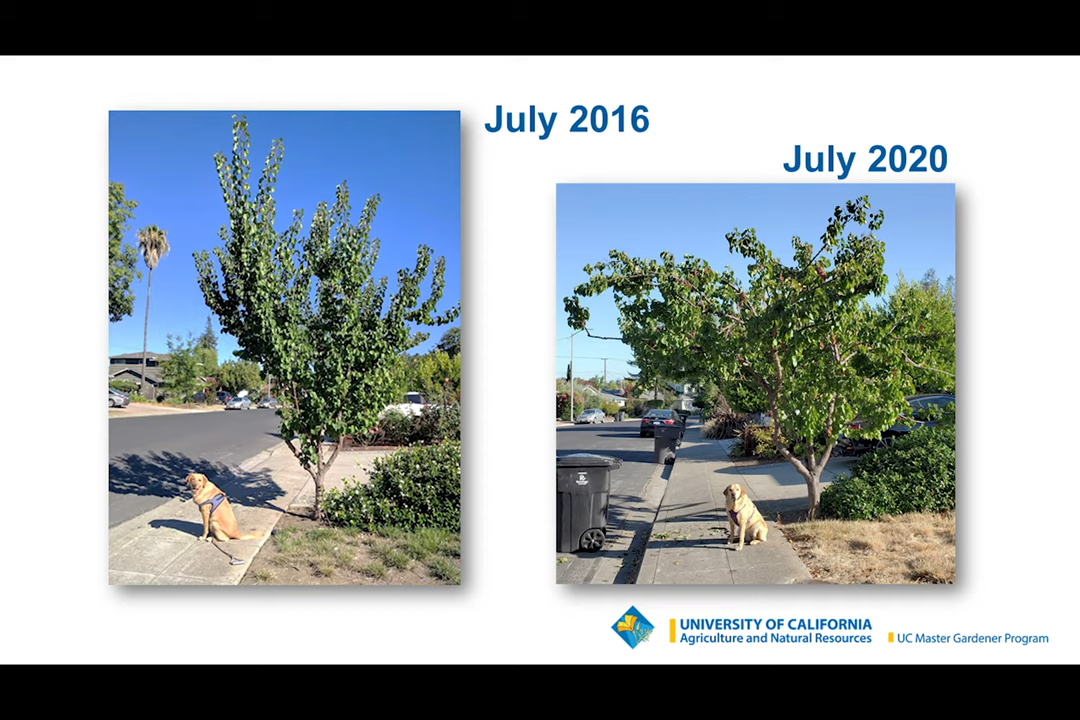 July 2016
July 2020
UNIVERSITY OF CALIFORNIA
Agriculture and Natural Resources
UC Master Gardener Program